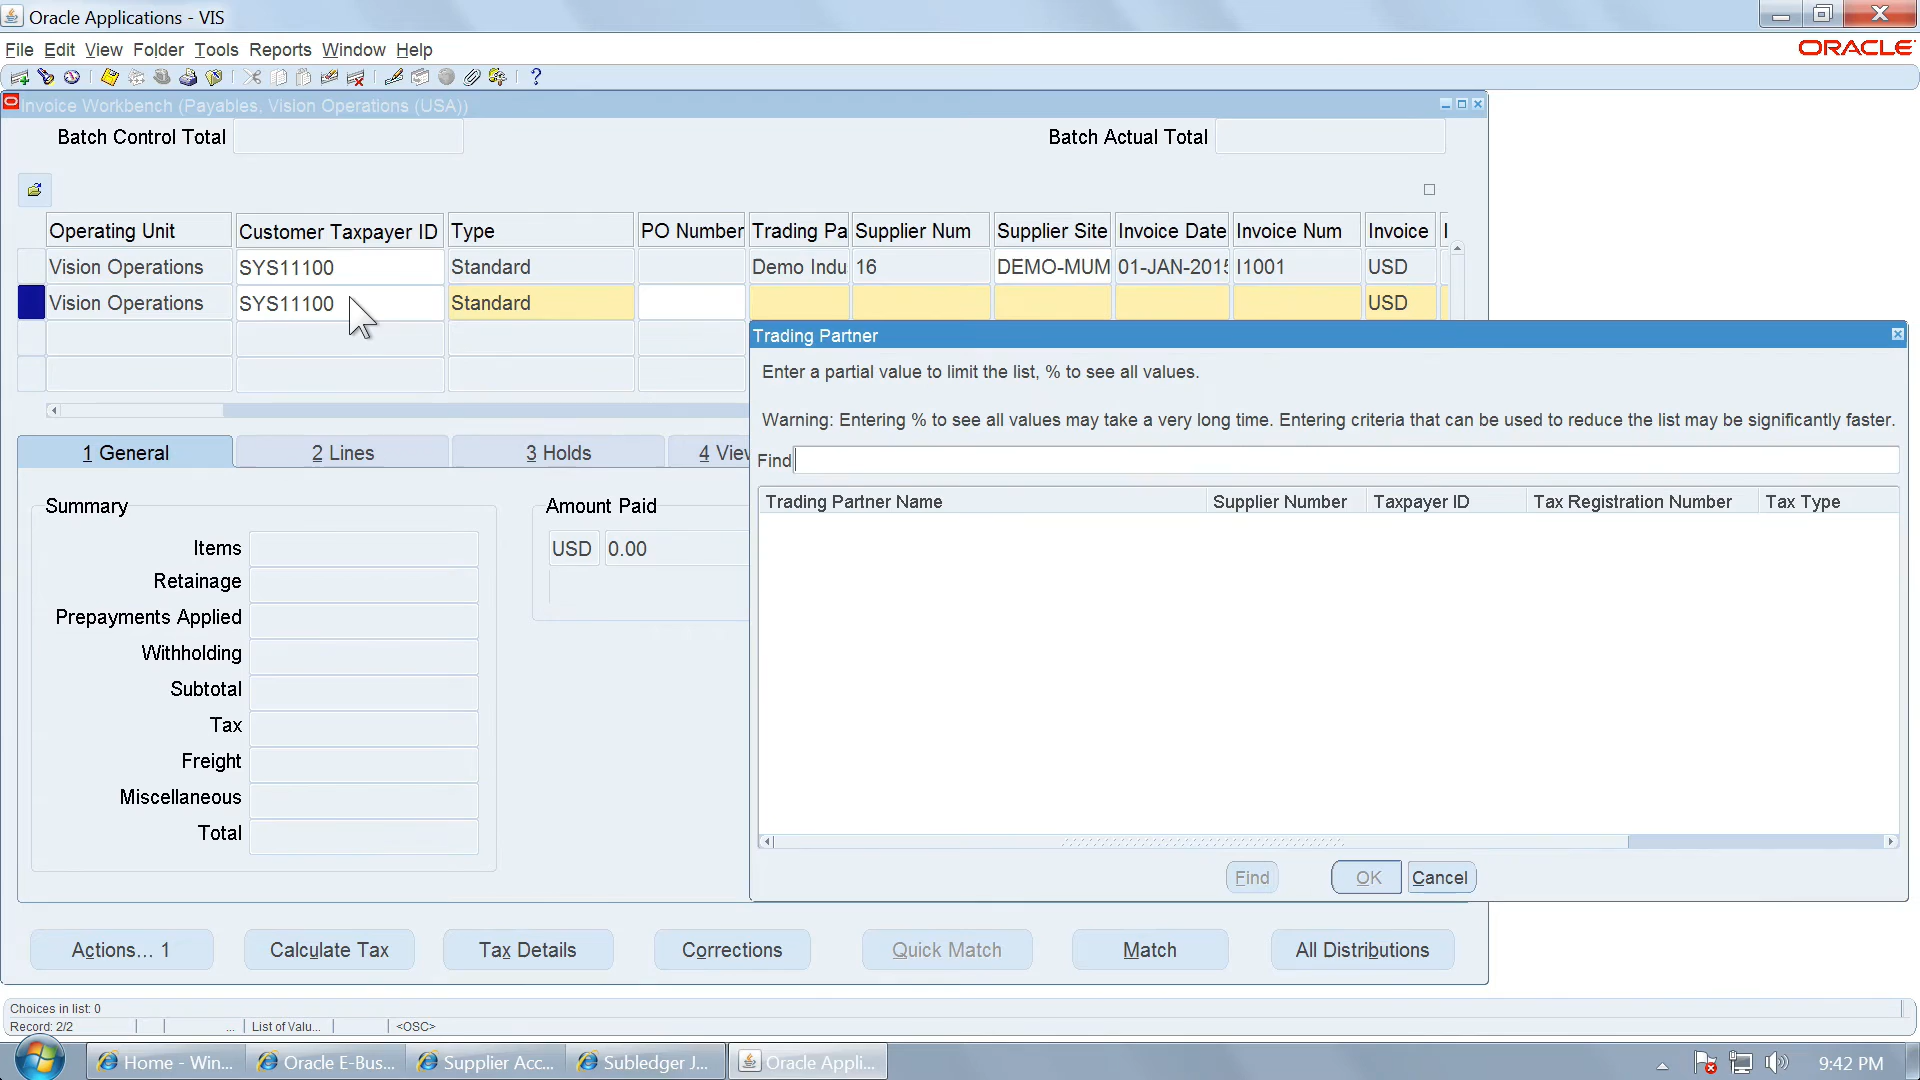 Oracle Applications - VIS
File Edit View Folder Tools Reports Window Help
ORACLE
Invoice Workbench (Payables, Vision Operations (USA))
Batch Control Total
Batch Actual Total
Operating Unit Customer Taxpayer ID Type PO Number Trading Pa Supplier Num Supplier Site Invoice Date Invoice Num Invoice
Vision Operations SYS11100 Standard Demo Indu 16 DEMO-MUM 01-JAN-2015 I1001 USD
Vision Operations SYS11100 Standard USD
Trading Partner
Enter a partial value to limit the list, % to see all values.
Warning: Entering % to see all values may take a very long time. Entering criteria that can be used to reduce the list may be significantly faster.
Find
Trading Partner Name Supplier Number Taxpayer ID Tax Registration Number Tax Type
Find OK Cancel
1 General 2 Lines 3 Holds 4 View
Summary
Items
Retainage
Prepayments Applied
Withholding
Subtotal
Tax
Freight
Miscellaneous
Total
Amount Paid
USD 0.00
Actions... 1 Calculate Tax Tax Details Corrections Quick Match Match All Distributions
Choices in list: 0
Record: 2/2 ... List of Valu... <OSC>
Home - Win... Oracle E-Bus... Supplier Acc... Subledger J... Oracle Appli... 9:42 PM